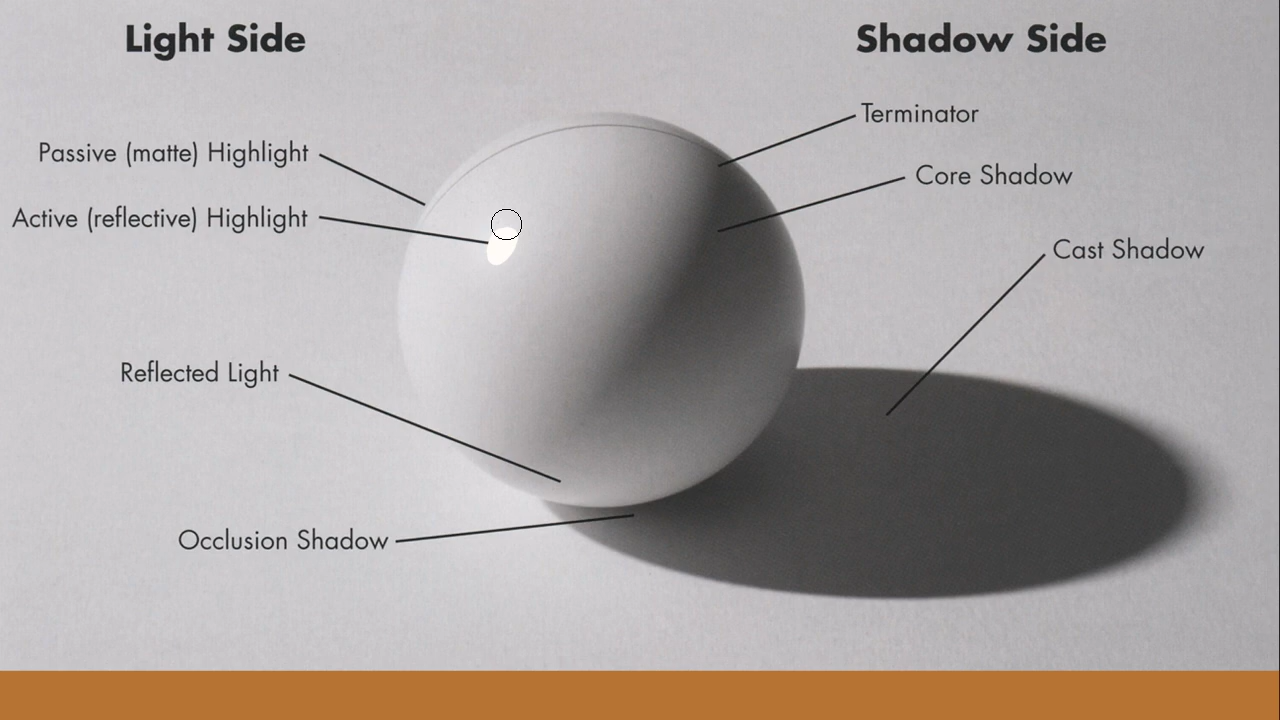 Light Side
Shadow Side
Terminator
Passive (matte) Highlight
Core Shadow
Active (reflective) Highlight
Cast Shadow
Reflected Light
Occlusion Shadow